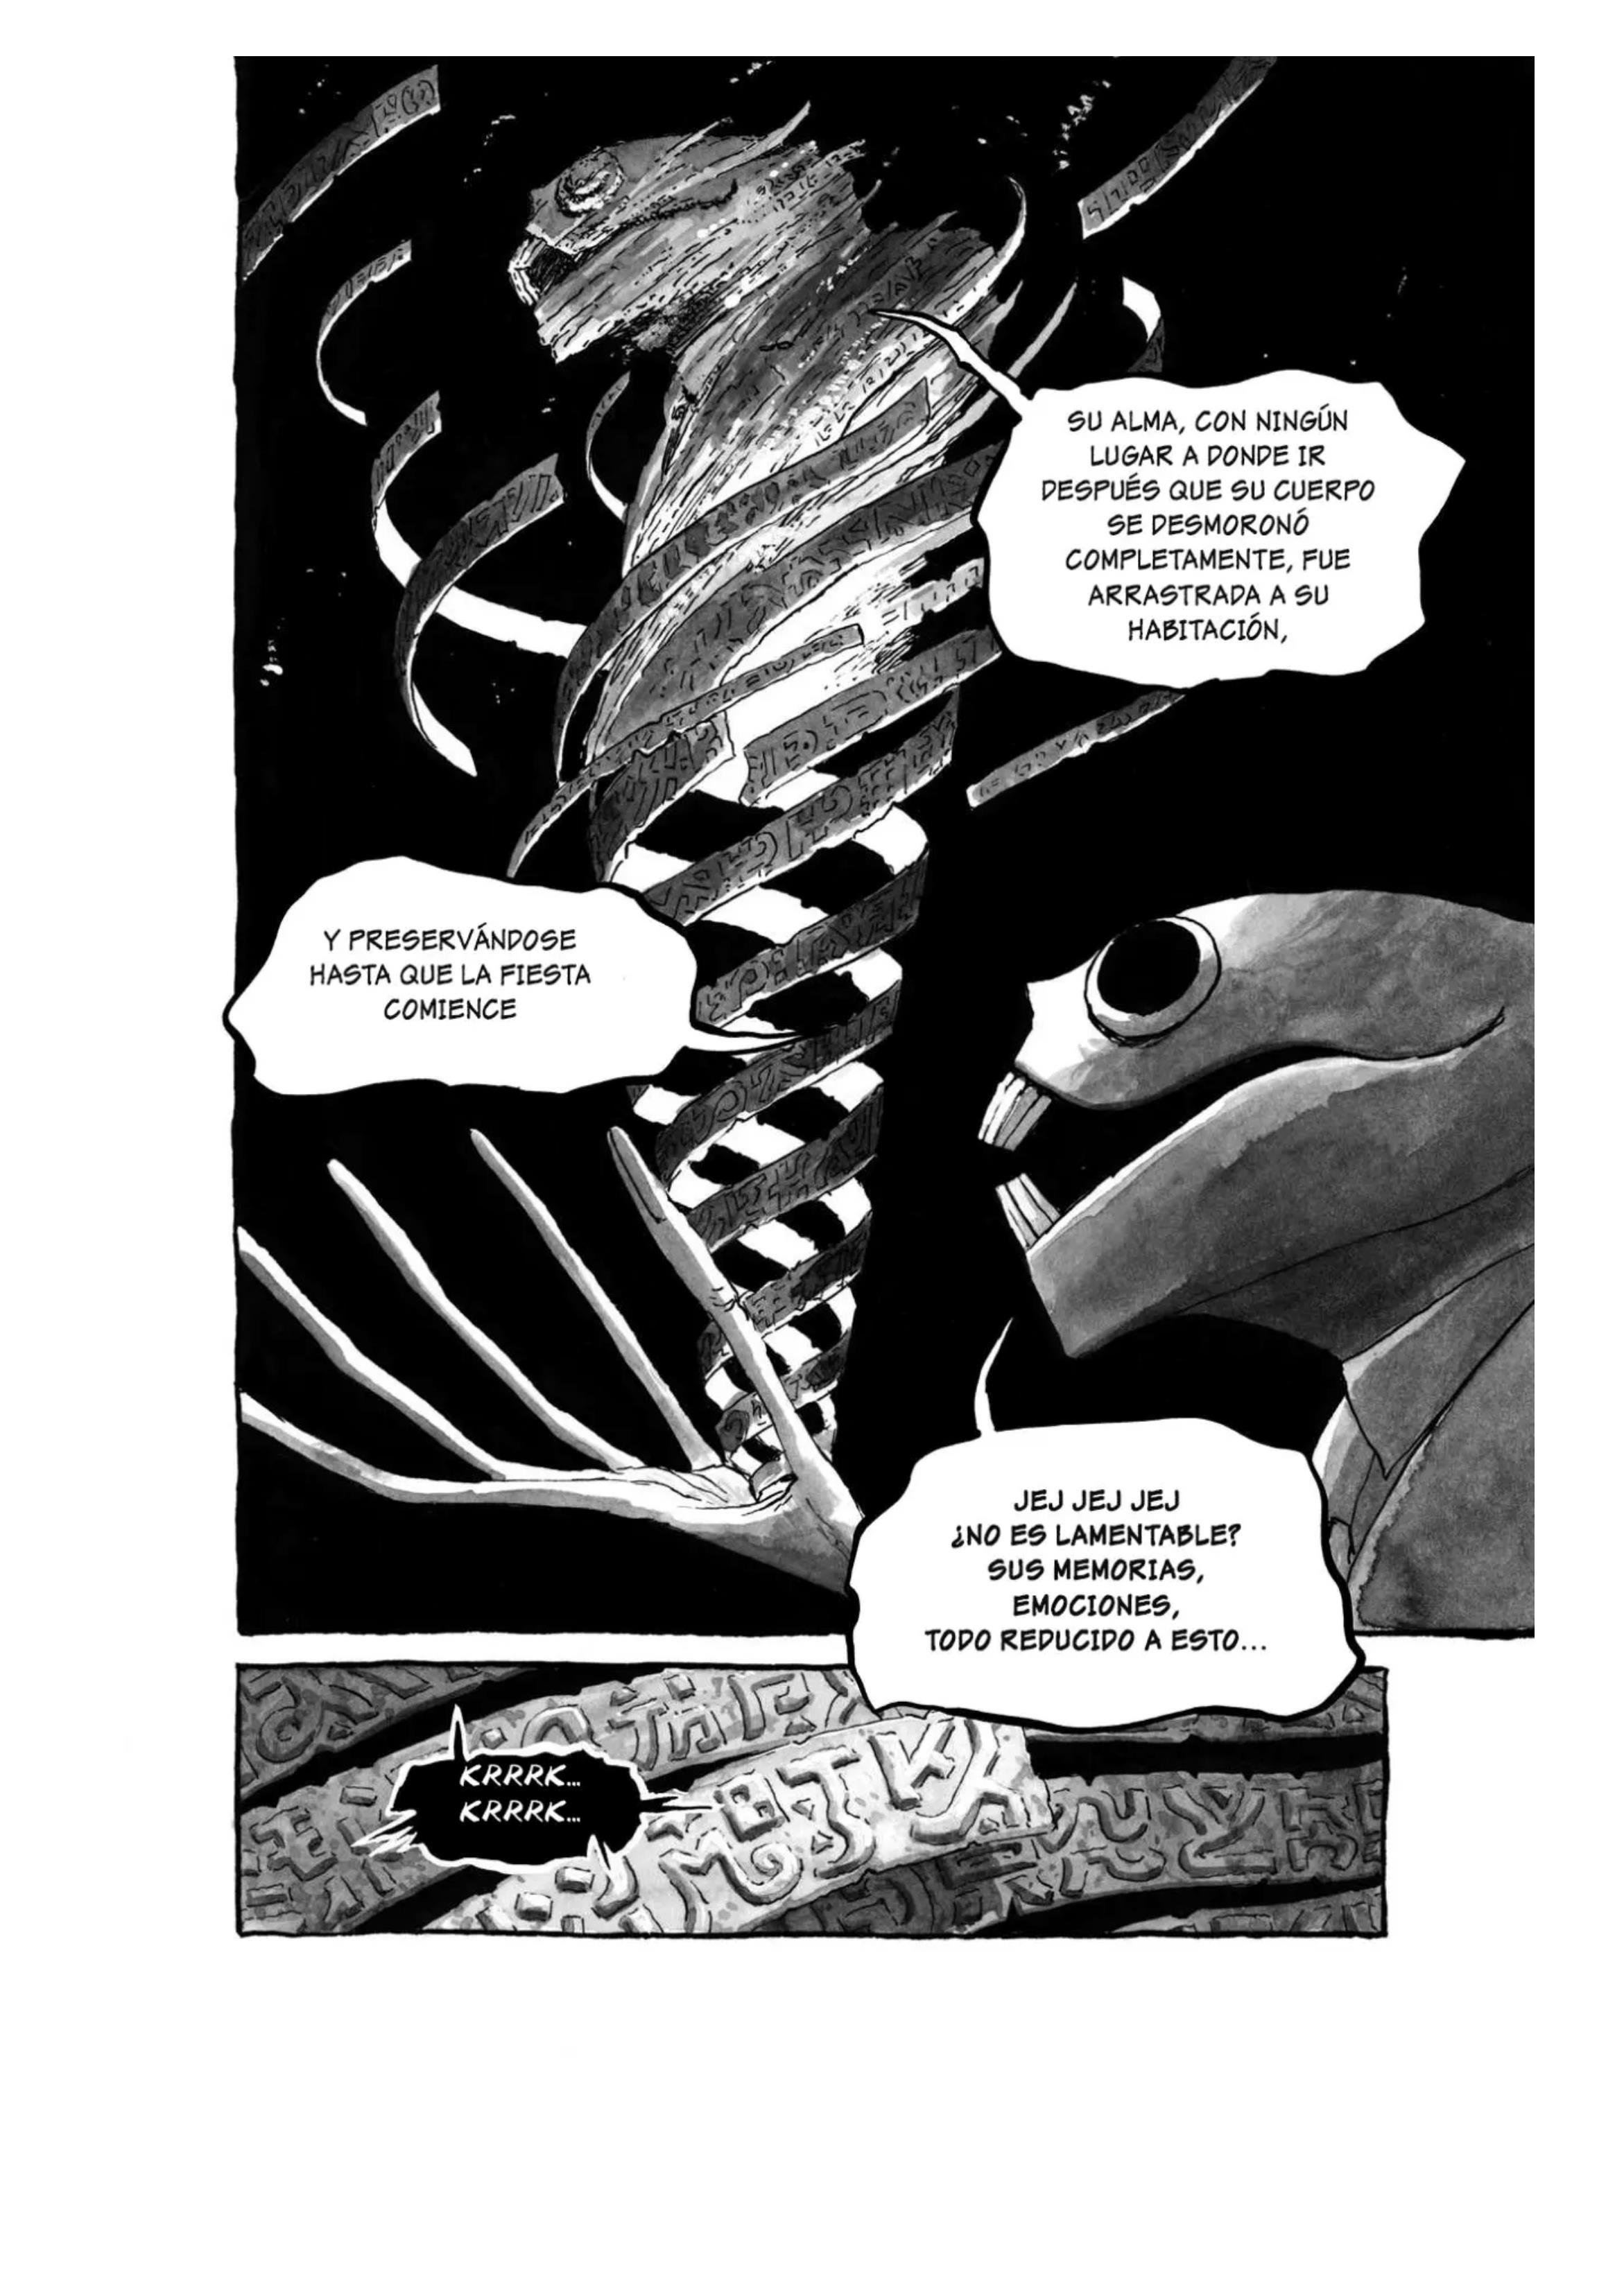 SU ALMA, CON NINGÚN
LUGAR A DONDE IR
DESPUÉS QUE SU CUERPO
SE DESMORONÓ
COMPLETAMENTE, FUE
ARRASTRADA A SU
HABITACIÓN,
Y PRESERVÁNDOSE
HASTA QUE LA FIESTA
COMIENCE
JEJ JEJ JEJ
¿NO ES LAMENTABLE?
SUS MEMORIAS,
EMOCIONES,
TODO REDUCIDO A ESTO...
KRRRK...
KRRRK...